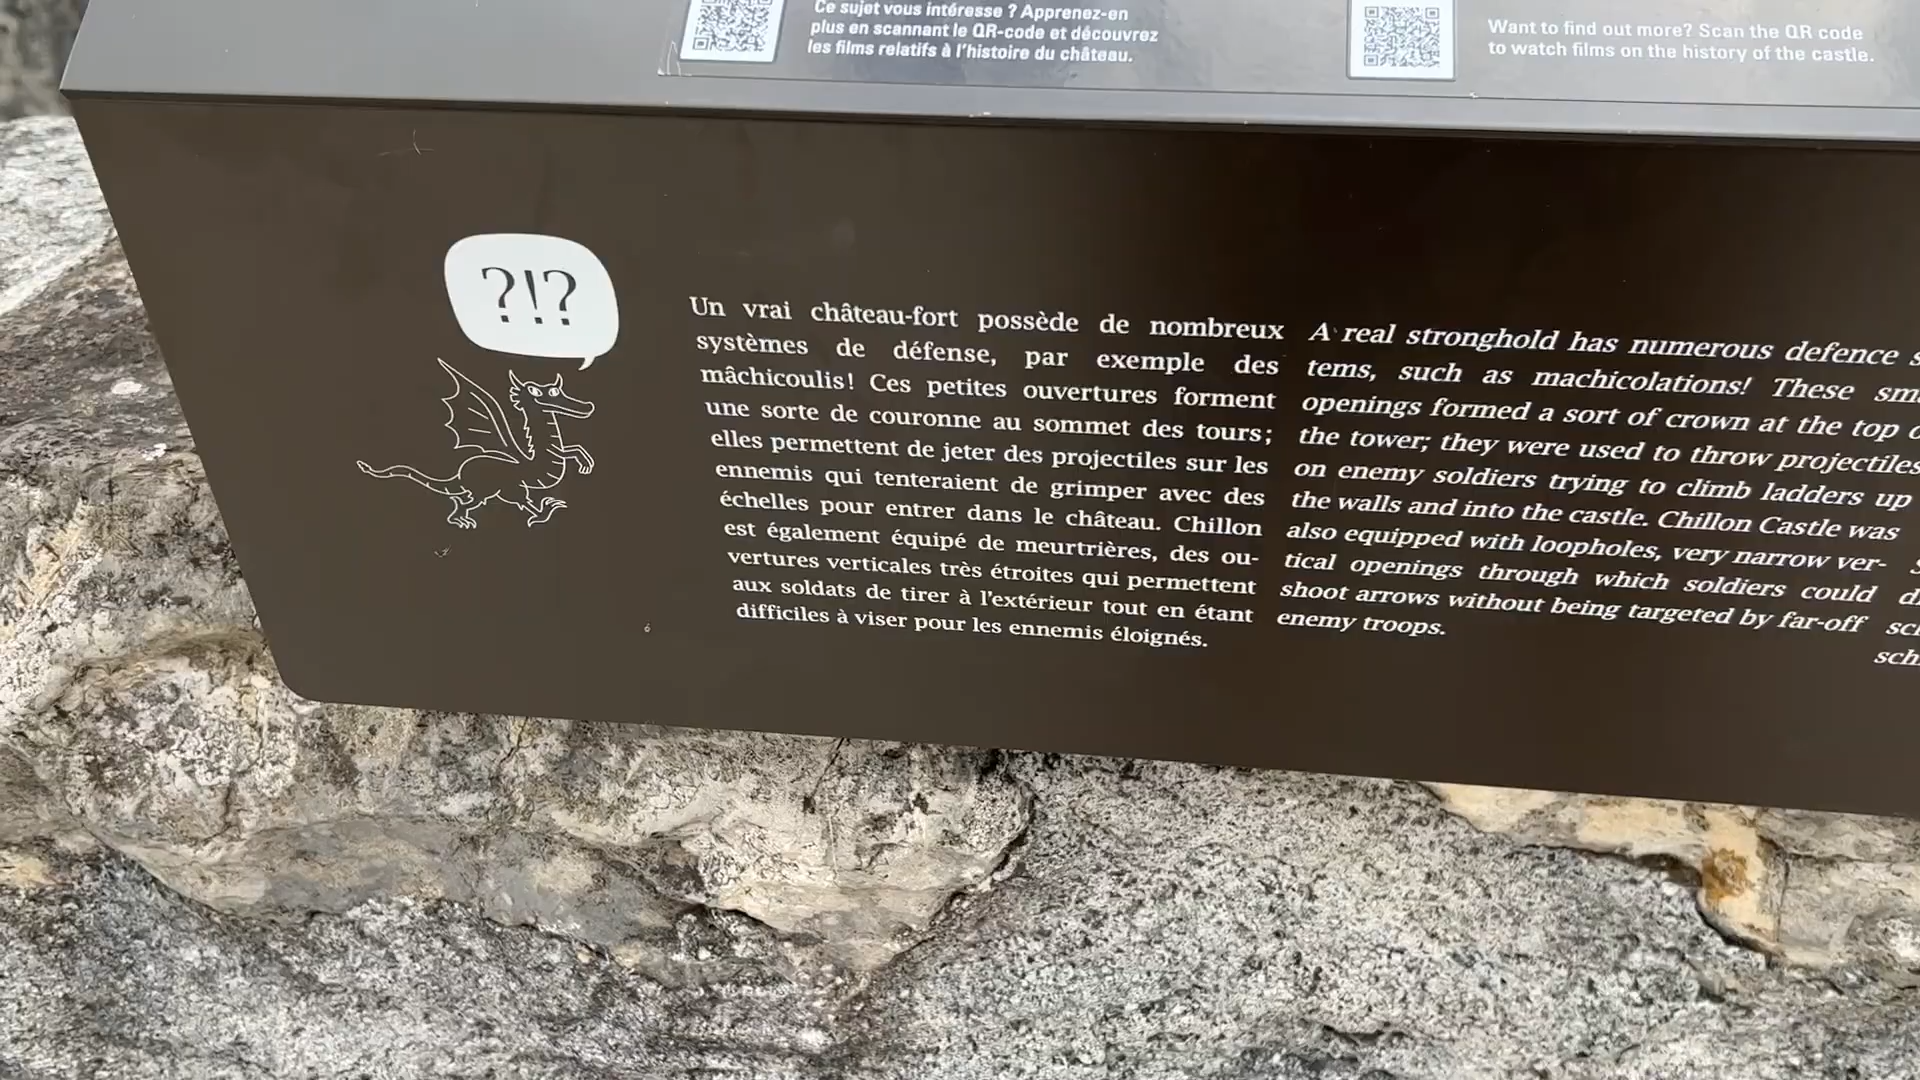 Ce sujet vous intéresse ? Apprenez-en
plus en scannant le QR-code et découvrez
les films relatifs à l'histoire du château.
Want to find out more? Scan the QR code
to watch films on the history of the castle.
?!?
Un vrai château-fort possède de nombreux
systèmes de défense, par exemple des
mâchicoulis! Ces petites ouvertures forment
une sorte de couronne au sommet des tours;
elles permettent de jeter des projectiles sur les
ennemis qui tenteraient de grimper avec des
échelles pour entrer dans le château. Chillon
est également équipé de meurtrières, des ou-
vertures verticales très étroites qui permettent
aux soldats de tirer à l'extérieur tout en étant
difficiles à viser pour les ennemis éloignés.
A real stronghold has numerous defence
tems, such as machicolations! These
openings formed a sort of crown at the top
the tower; they were used to throw projectiles
on enemy soldiers trying to climb ladders up
the walls and into the castle. Chillon Castle was
also equipped with loopholes, very narrow ver-
tical openings through which soldiers could
shoot arrows without being targeted by far-off
enemy troops.